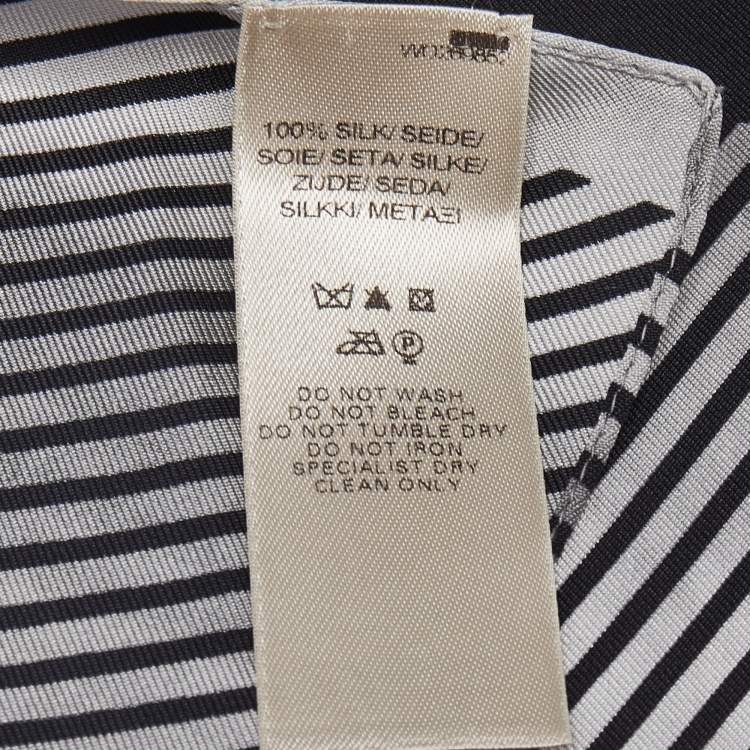 100% SILK/ SEIDE/
SOIE/ SETA/ SILKE/
ZIJDE/ SEDA/
SILKKI/ METAΞI
P
DO NOT WASH
DO NOT BLEACH
DO NOT TUMBLE DRY
DO NOT IRON
SPECIALIST DRY
CLEAN ONLY